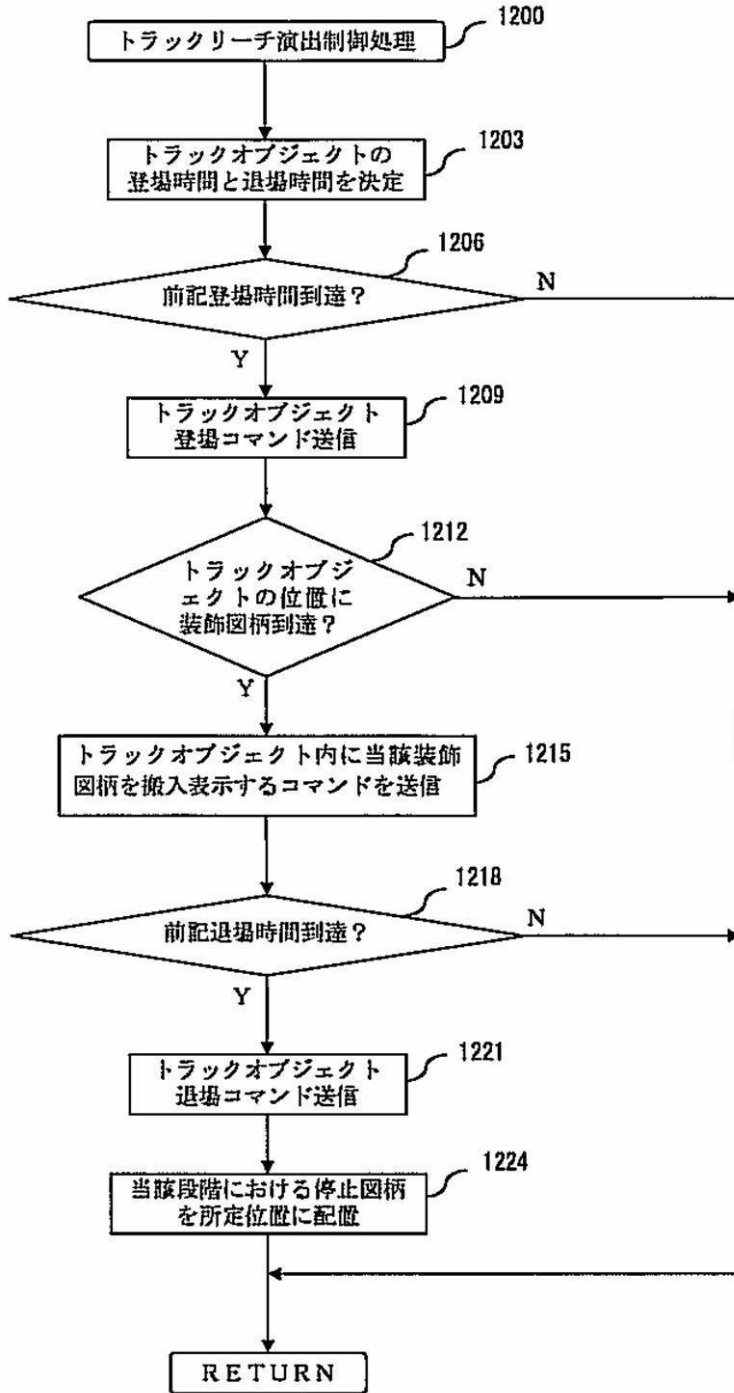 トラックリーチ演出制御処理
1200
トラックオブジェクトの
登場時間と退場時間を決定
1203
前記登場時間到達?
1206
N
Y
トラックオブジェクト
登場コマンド送信
1209
トラックオブジ
ェクトの位置に
装飾図柄到達?
1212
N
Y
トラックオブジェクト内に当該装飾
図柄を搬入表示するコマンドを送信
1215
前記退場時間到達?
1218
N
Y
トラックオブジェクト
退場コマンド送信
1221
当該段階における停止図柄
を所定位置に配置
1224
RETURN